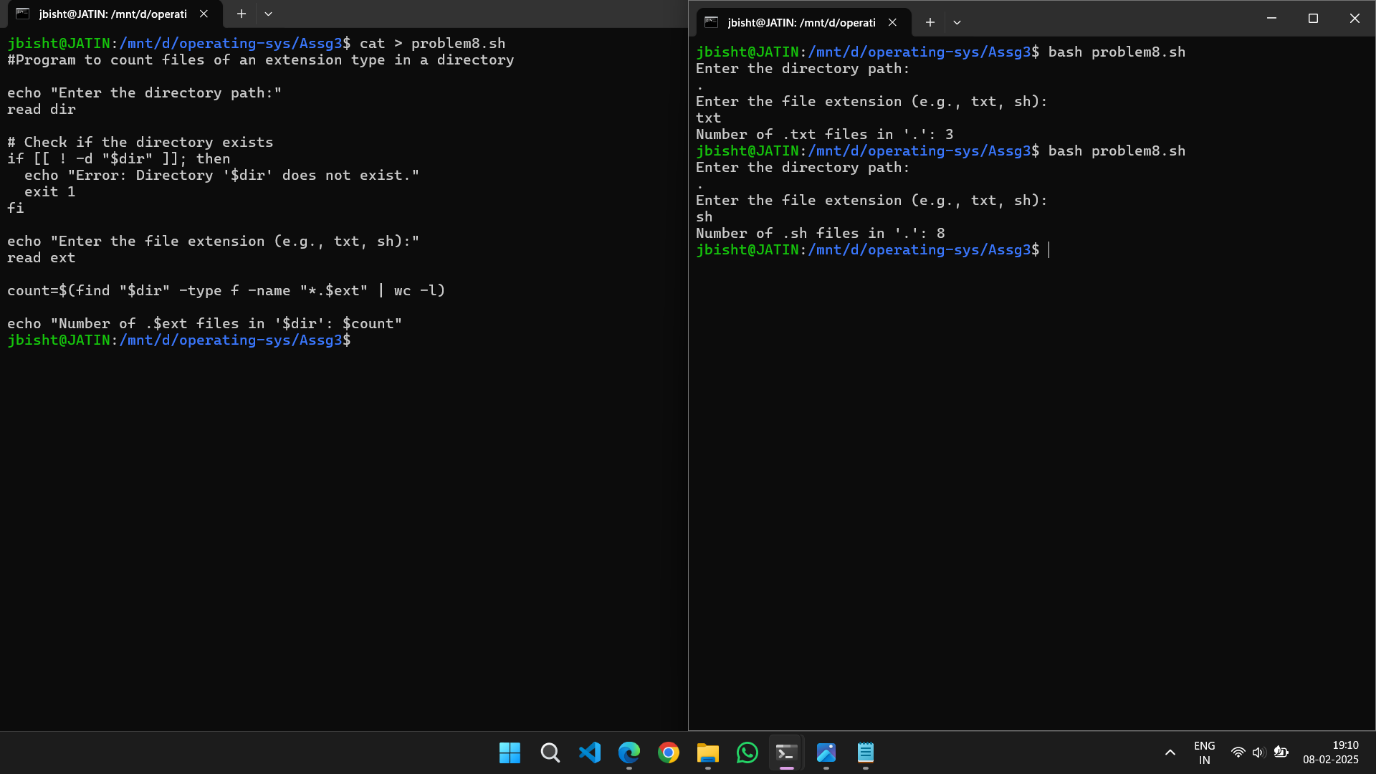 jbisht@JATIN: /mnt/d/operati
jbisht@JATIN:/mnt/d/operating-sys/Assg3$ cat > problem8.sh
#Program to count files of an extension type in a directory
echo "Enter the directory path:"
read dir
# Check if the directory exists
if [[ ! -d "$dir" ]]; then
  echo "Error: Directory '$dir' does not exist."
  exit 1
fi
echo "Enter the file extension (e.g., txt, sh):"
read ext
count=$(find "$dir" -type f -name "*.$ext" | wc -l)
echo "Number of .$ext files in '$dir': $count"
jbisht@JATIN:/mnt/d/operating-sys/Assg3$
jbisht@JATIN: /mnt/d/operati
jbisht@JATIN:/mnt/d/operating-sys/Assg3$ bash problem8.sh
Enter the directory path:
.
Enter the file extension (e.g., txt, sh):
txt
Number of .txt files in '.': 3
jbisht@JATIN:/mnt/d/operating-sys/Assg3$ bash problem8.sh
Enter the directory path:
.
Enter the file extension (e.g., txt, sh):
sh
Number of .sh files in '.': 8
jbisht@JATIN:/mnt/d/operating-sys/Assg3$
ENG
IN
19:10
08-02-2025